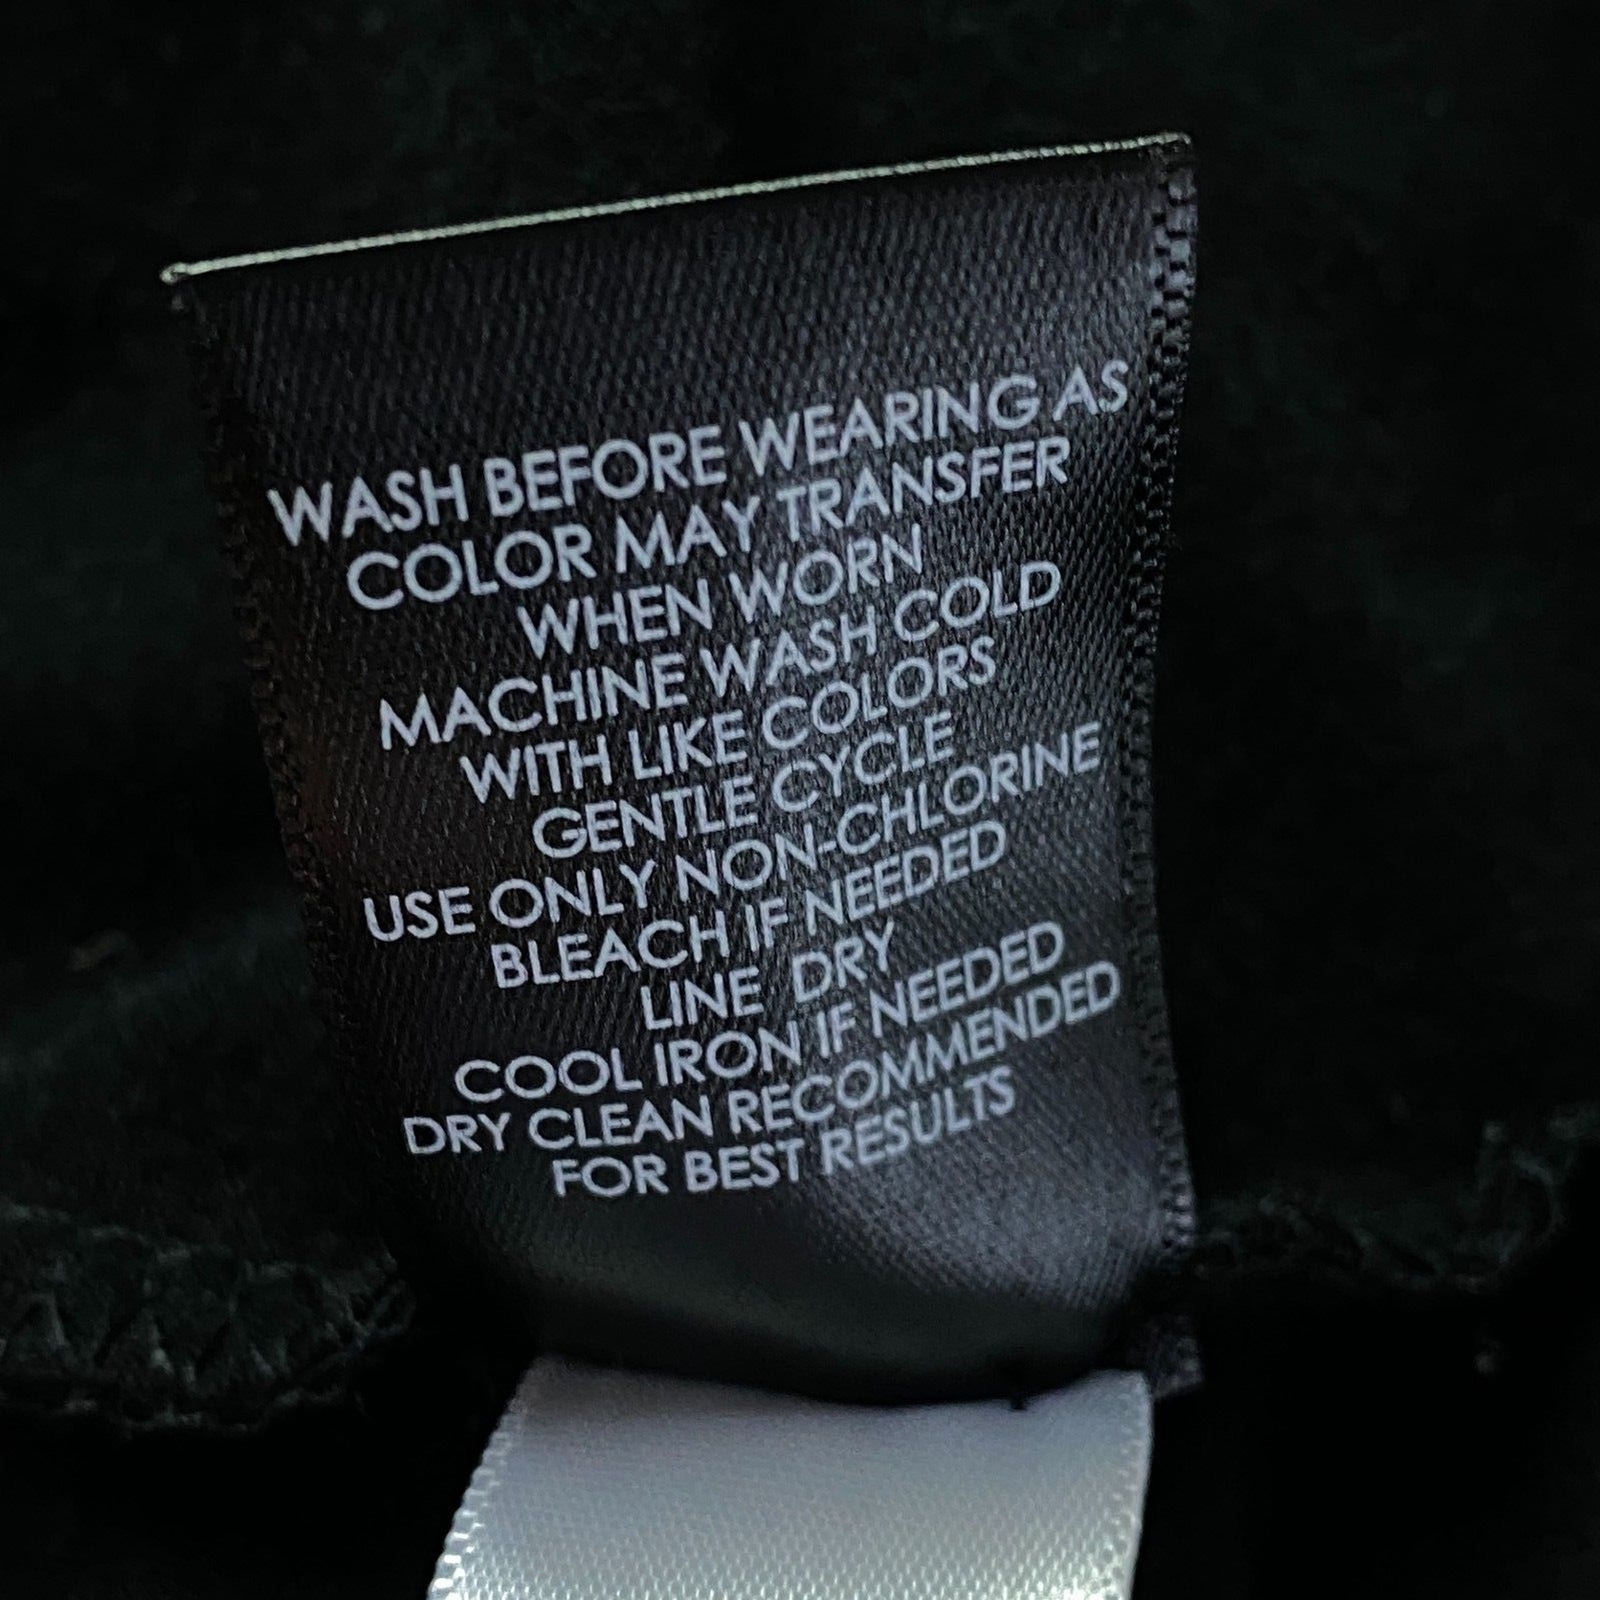 WASH BEFORE WEARING AS
COLOR MAY TRANSFER
WHEN WORN
MACHINE WASH COLD
WITH LIKE COLORS
GENTLE CYCLE
USE ONLY NON-CHLORINE
BLEACH IF NEEDED
LINE DRY
COOL IRON IF NEEDED
DRY CLEAN RECOMMENDED
FOR BEST RESULTS